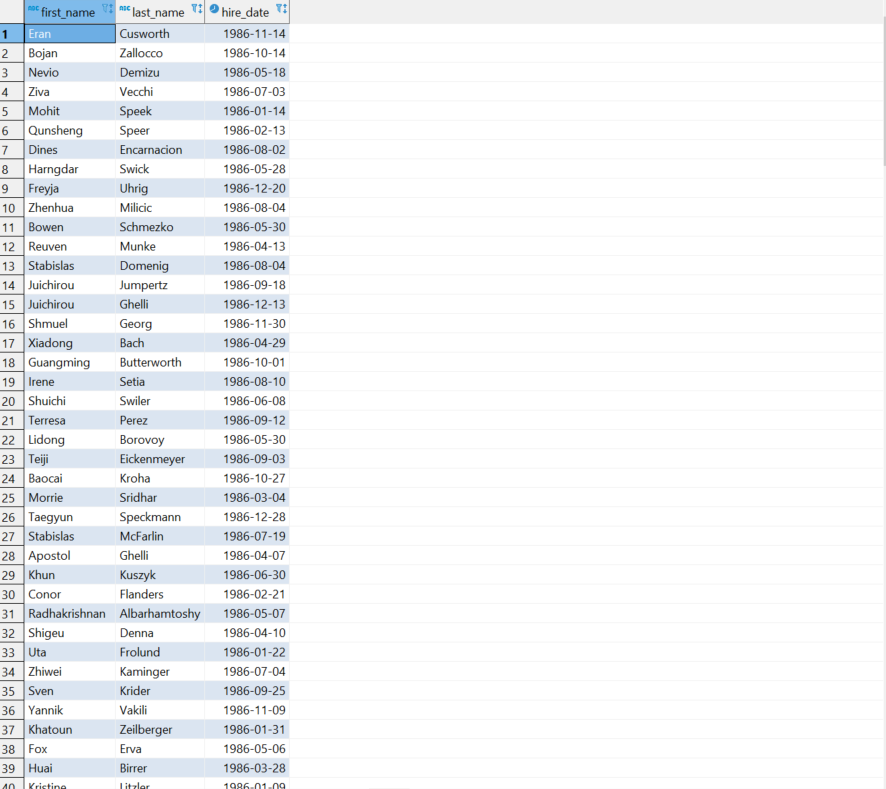 first_name last_name hire_date
1 Eran Cusworth 1986-11-14
2 Bojan Zallocco 1986-10-14
3 Nevio Demizu 1986-05-18
4 Ziva Vecchi 1986-07-03
5 Mohit Speek 1986-01-14
6 Qunsheng Speer 1986-02-13
7 Dines Encarnacion 1986-08-02
8 Harngdar Swick 1986-05-28
9 Freyja Uhrig 1986-12-20
10 Zhenhua Milicic 1986-08-04
11 Bowen Schmezko 1986-05-30
12 Reuven Munke 1986-04-13
13 Stabislas Domenig 1986-08-04
14 Juichirou Jumpertz 1986-09-18
15 Juichirou Ghelli 1986-12-13
16 Shmuel Georg 1986-11-30
17 Xiadong Bach 1986-04-29
18 Guangming Butterworth 1986-10-01
19 Irene Setia 1986-08-10
20 Shuichi Swiler 1986-06-08
21 Terresa Perez 1986-09-12
22 Lidong Borovoy 1986-05-30
23 Teiji Eickenmeyer 1986-09-03
24 Baocai Kroha 1986-10-27
25 Morrie Sridhar 1986-03-04
26 Taegyun Speckmann 1986-12-28
27 Stabislas McFarlin 1986-07-19
28 Apostol Ghelli 1986-04-07
29 Khun Kuszyk 1986-06-30
30 Conor Flanders 1986-02-21
31 Radhakrishnan Albarhamtoshy 1986-05-07
32 Shigeu Denna 1986-04-10
33 Uta Frolund 1986-01-22
34 Zhiwei Kaminger 1986-07-04
35 Sven Krider 1986-09-25
36 Yannik Vakili 1986-11-09
37 Khatoun Zeilberger 1986-01-31
38 Fox Erva 1986-05-06
39 Huai Birrer 1986-03-28
40 Kristine Litzler 1986-01-09